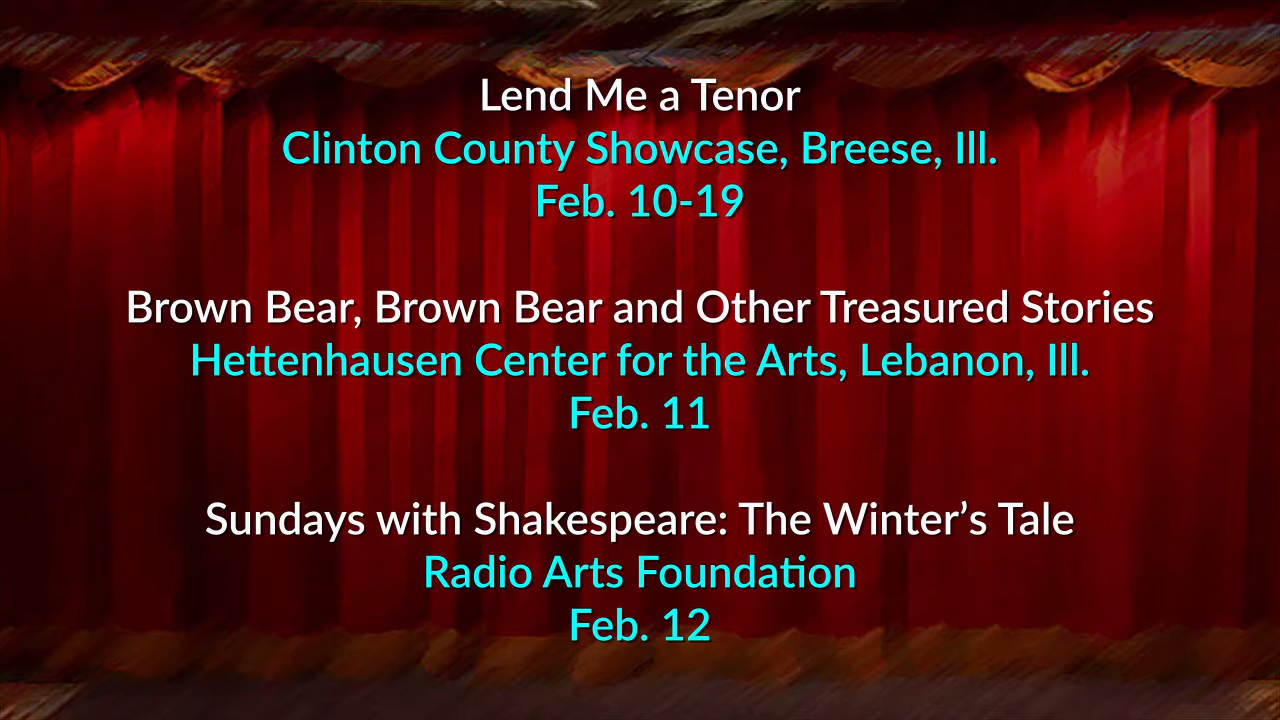 Lend Me a Tenor
Clinton County Showcase, Breese, Ill.
Feb. 10-19
Brown Bear, Brown Bear and Other Treasured Stories
Hettenhausen Center for the Arts, Lebanon, Ill.
Feb. 11
Sundays with Shakespeare: The Winter’s Tale
Radio Arts Foundation
Feb. 12